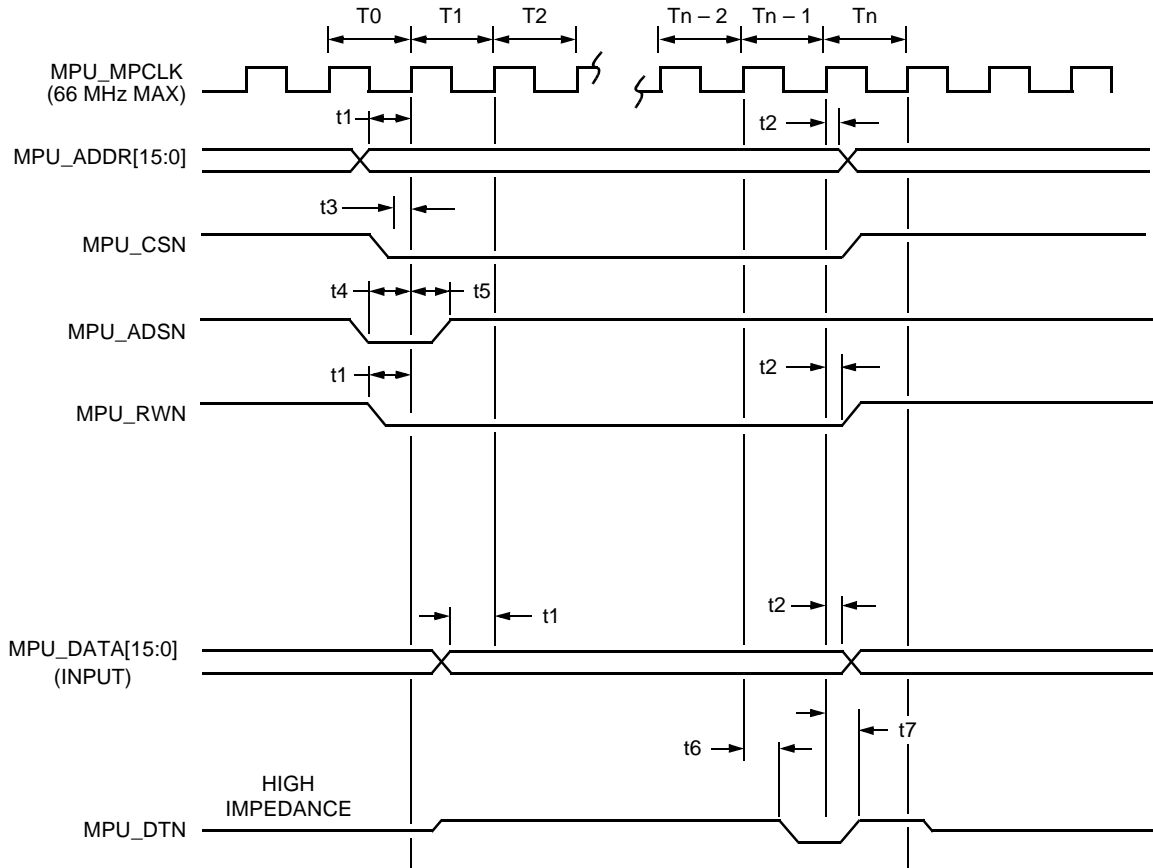 T0 T1 T2 Tn – 2 Tn – 1 Tn
MPU_MPCLK
(66 MHz MAX)
t1 t2
MPU_ADDR[15:0]
t3
MPU_CSN
t4 t5
MPU_ADSN
t1 t2
MPU_RWN
t2
t1
MPU_DATA[15:0]
(INPUT)
t7
t6
HIGH
IMPEDANCE
MPU_DTN